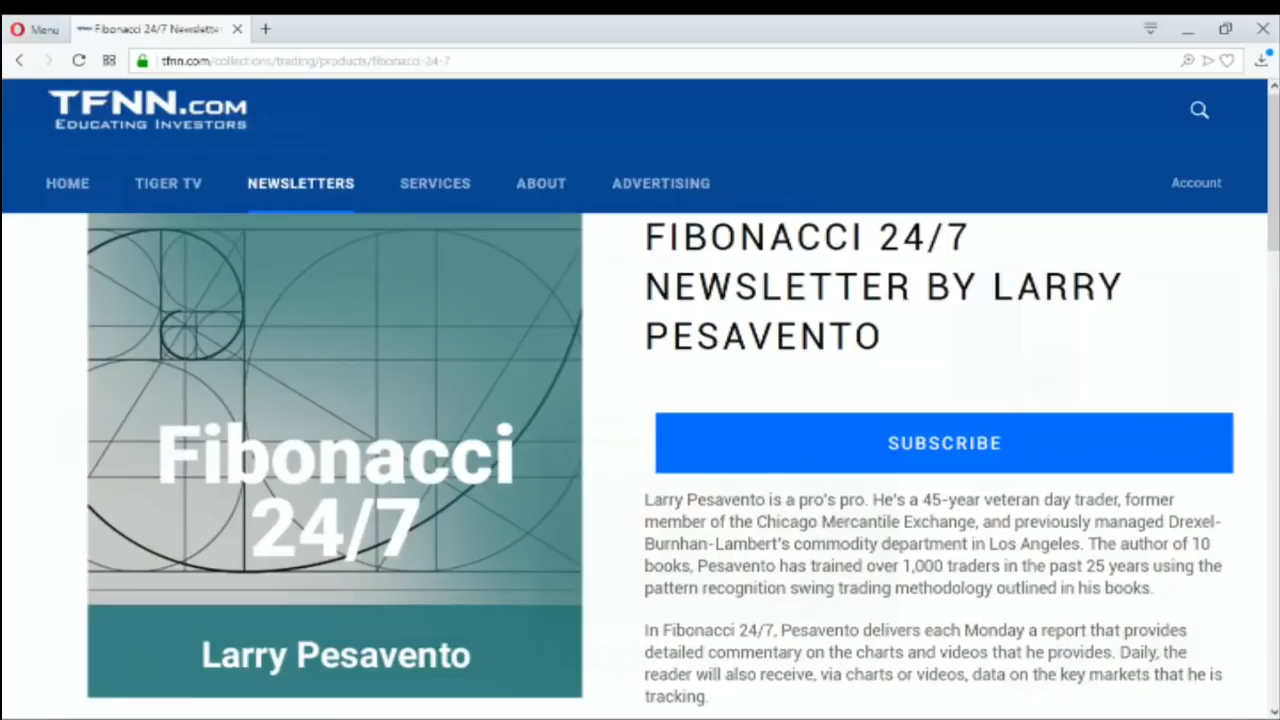 Menu
Fibonacci 24/7 Newslette
tfnn.com/collections/trading/products/fibonacci-24-7
TFNN.COM
EDUCATING INVESTORS
HOME
TIGER TV
NEWSLETTERS
SERVICES
ABOUT
ADVERTISING
Account
Fibonacci
24/7
Larry Pesavento
FIBONACCI 24/7
NEWSLETTER BY LARRY
PESAVENTO
SUBSCRIBE
Larry Pesavento is a pro's pro. He's a 45-year veteran day trader, former
member of the Chicago Mercantile Exchange, and previously managed Drexel-
Burnhan-Lambert's commodity department in Los Angeles. The author of 10
books, Pesavento has trained over 1,000 traders in the past 25 years using the
pattern recognition swing trading methodology outlined in his books.
In Fibonacci 24/7, Pesavento delivers each Monday a report that provides
detailed commentary on the charts and videos that he provides. Daily, the
reader will also receive, via charts or videos, data on the key markets that he is
tracking.